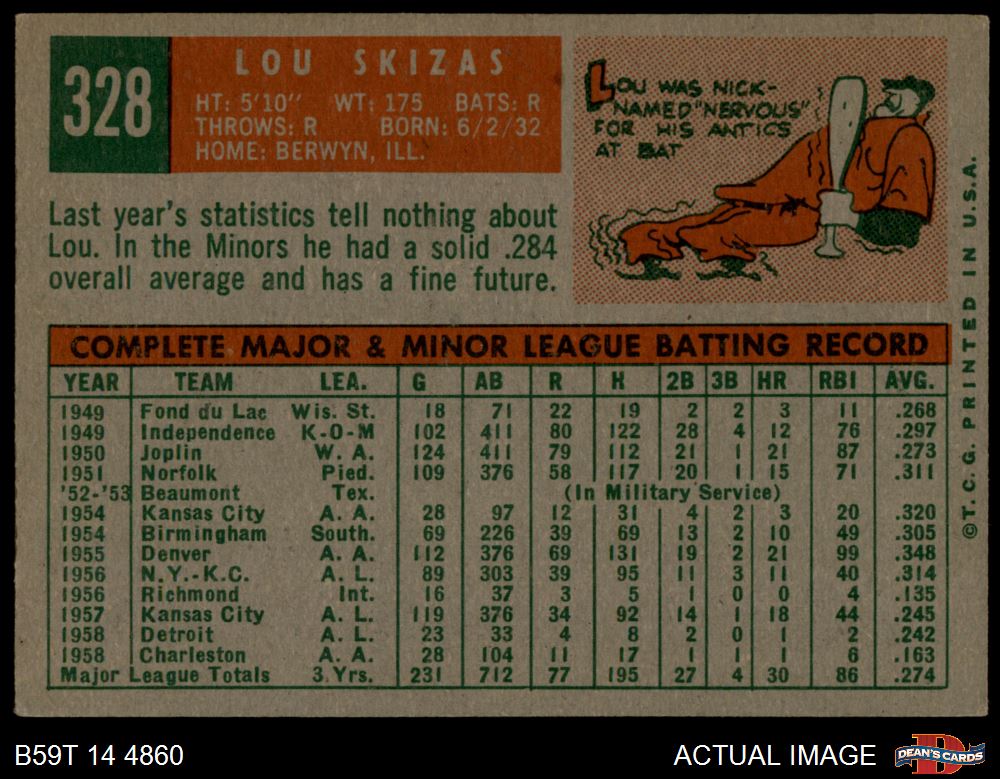 328
LOU SKIZAS
HT: 5'10" WT: 175 BATS: R
THROWS: R BORN: 6/2/32
HOME: BERWYN, ILL.
LOU WAS NICK-
NAMED "NERVOUS"
FOR HIS ANTICS
AT BAT
Last year's statistics tell nothing about
Lou. In the Minors he had a solid .284
overall average and has a fine future.
COMPLETE MAJOR & MINOR LEAGUE BATTING RECORD
YEAR TEAM LEA. G AB R H 2B 3B HR RBI AVG.
1949 Fond du Lac Wis. St. 18 71 22 19 2 2 3 11 .268
1949 Independence K-O-M 102 411 80 122 28 4 12 76 .297
1950 Joplin W. A. 124 411 79 112 21 1 21 87 .273
1951 Norfolk Pied. 109 376 58 117 20 1 15 71 .311
'52-'53 Beaumont Tex. (In Military Service)
1954 Kansas City A. A. 28 97 12 31 4 2 3 20 .320
1954 Birmingham South. 69 226 39 69 13 2 10 49 .305
1955 Denver A. A. 112 376 69 131 19 2 21 99 .348
1956 N.Y.-K.C. A. L. 89 303 39 95 11 3 11 40 .314
1956 Richmond Int. 16 37 3 5 1 0 0 4 .135
1957 Kansas City A. L. 119 376 34 92 14 1 18 44 .245
1958 Detroit A. L. 23 33 4 8 2 0 1 2 .242
1958 Charleston A. A. 28 104 11 17 1 1 1 6 .163
Major League Totals 3 Yrs. 231 712 77 195 27 4 30 86 .274
©T. C. G. PRINTED IN U.S.A.
B59T 14 4860
ACTUAL IMAGE
DEAN'S CARDS